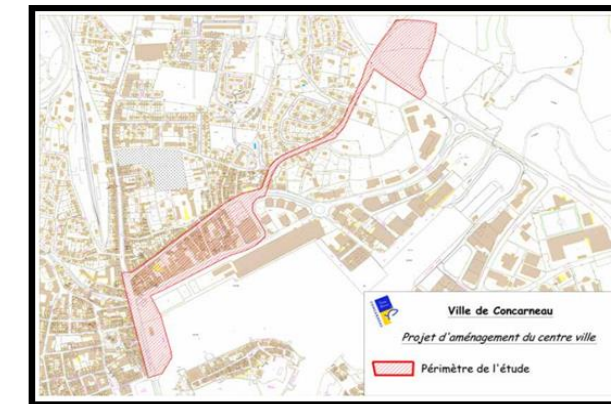 Ville de Concarneau
Projet d'aménagement du centre ville
Périmètre de l'étude